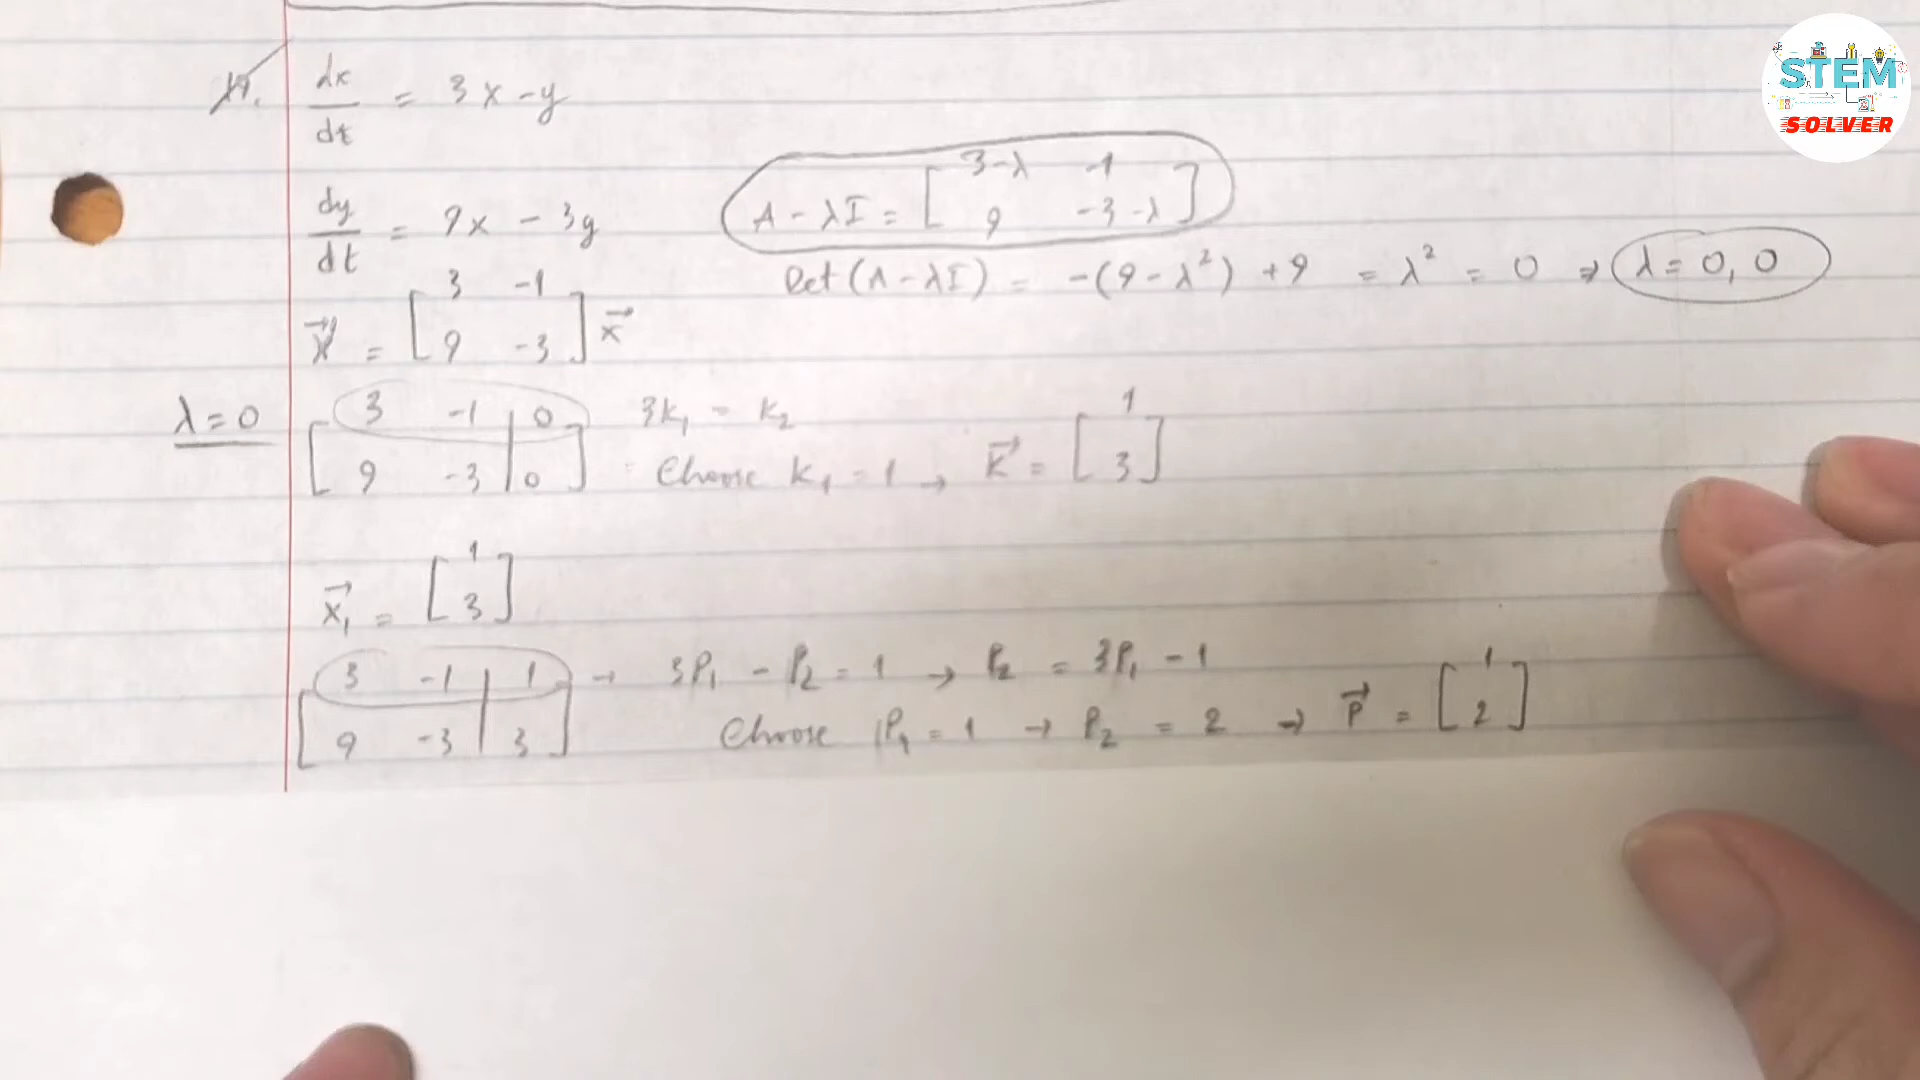 STEM
SOLVER
dx/dt = 3x - y
dy/dt = 9x - 3y
A - λI = [3-λ -1; 9 -3-λ]
Det(A - λI) = -(9 - λ²) + 9 = λ² = 0 ⇒ λ = 0, 0
X⃗' = [3 -1; 9 -3] x⃗
λ = 0 [3 -1 | 0; 9 -3 | 0] 3k₁ = k₂
Choose k₁ = 1 → K⃗ = [1; 3]
x⃗₁ = [1; 3]
[3 -1 | 1; 9 -3 | 3] → 3P₁ - P₂ = 1 → P₂ = 3P₁ - 1
Choose P₁ = 1 → P₂ = 2 → P⃗ = [1; 2]